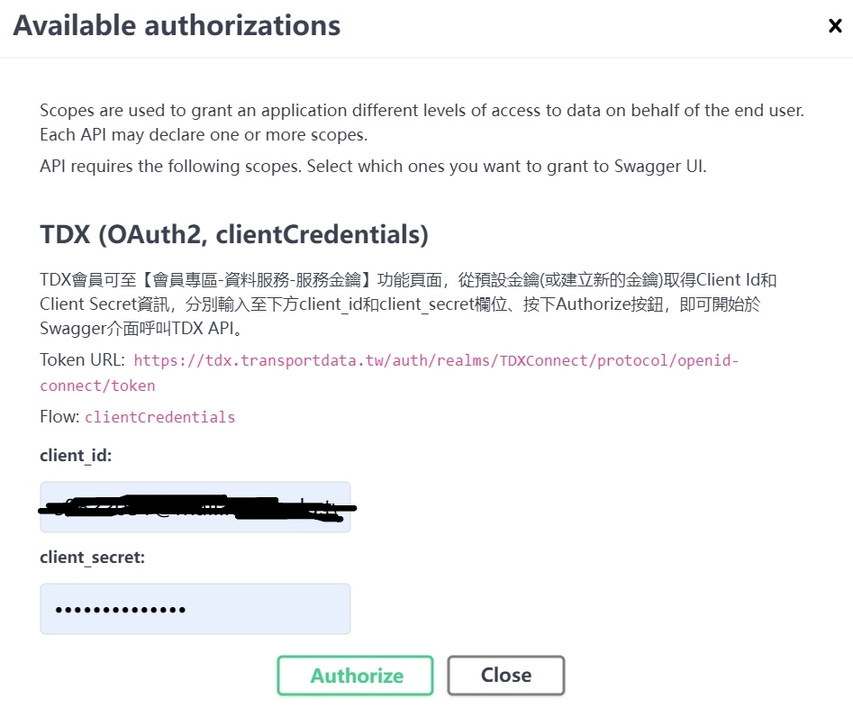 Available authorizations
Scopes are used to grant an application different levels of access to data on behalf of the end user.
Each API may declare one or more scopes.
API requires the following scopes. Select which ones you want to grant to Swagger UI.
TDX (OAuth2, clientCredentials)
TDX會員可至【會員專區-資料服務-服務金鑰】功能頁面，從預設金鑰(或建立新的金鑰)取得Client Id和
Client Secret資訊，分別輸入至下方client_id和client_secret欄位、按下Authorize按鈕，即可開始於
Swagger介面呼叫TDX API。
Token URL: https://tdx.transportdata.tw/auth/realms/TDXConnect/protocol/openid-
connect/token
Flow: clientCredentials
client_id:
client_secret:
••••••••••••••
Authorize Close